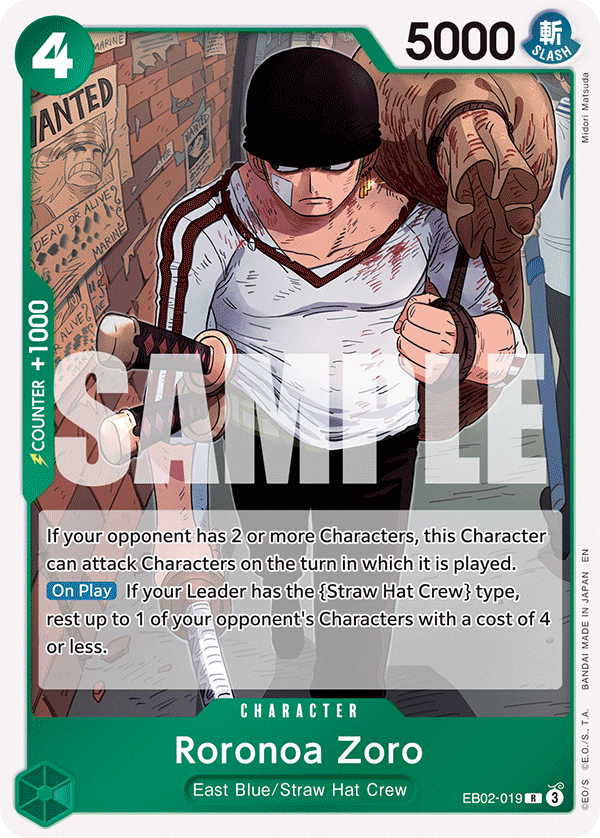 4
5000
斬
SLASH
MARINE
WANTED
DEAD OR ALIVE?
MARINE
COUNTER +1000
SAMPLE
If your opponent has 2 or more Characters, this Character
can attack Characters on the turn in which it is played.
On Play If your Leader has the {Straw Hat Crew} type,
rest up to 1 of your opponent's Characters with a cost of 4
or less.
CHARACTER
Roronoa Zoro
East Blue/Straw Hat Crew
EB02-019 R 3
Midori Matsuda
©E.O/S ©E.O./S., T.A. BANDAI MADE IN JAPAN EN